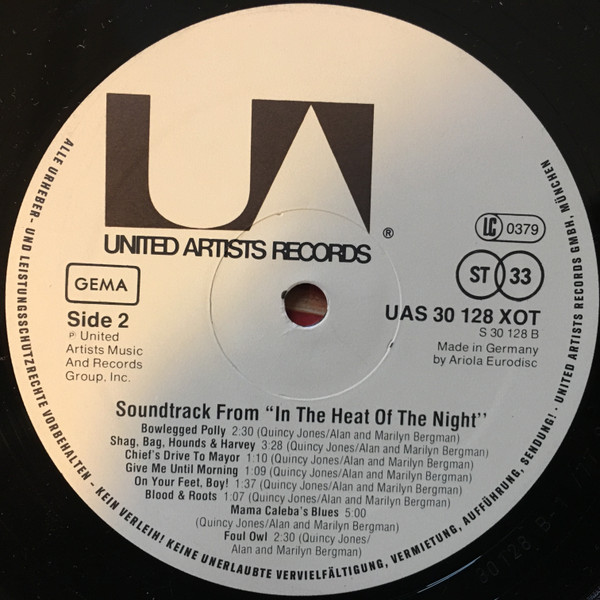 UA
UNITED ARTISTS RECORDS ®
LC 0379
GEMA
ST 33
Side 2
UAS 30 128 XOT
S 30 128 B
℗ United
Artists Music
And Records
Group, Inc.
Made in Germany
by Ariola Eurodisc
Soundtrack From "In The Heat Of The Night"
Bowlegged Polly 2:30 (Quincy Jones/Alan and Marilyn Bergman)
Shag, Bag, Hounds & Harvey 3:28 (Quincy Jones/Alan and Marilyn Bergman)
Chief's Drive To Mayor 1:10 (Quincy Jones/Alan and Marilyn Bergman)
Give Me Until Morning 1:09 (Quincy Jones/Alan and Marilyn Bergman)
On Your Feet, Boy! 1:37 (Quincy Jones/Alan and Marilyn Bergman)
Blood & Roots 1:07 (Quincy Jones/Alan and Marilyn Bergman)
Mama Caleba's Blues 5:00
(Quincy Jones/Alan and Marilyn Bergman)
Foul Owl 2:30 (Quincy Jones/
Alan and Marilyn Bergman)
ALLE URHEBER- UND LEISTUNGSSCHUTZRECHTE VORBEHALTEN - KEIN VERLEIH! KEINE UNERLAUBTE VERVIELFÄLTIGUNG, VERMIETUNG, AUFFÜHRUNG, SENDUNG! · UNITED ARTISTS RECORDS GMBH, MÜNCHEN